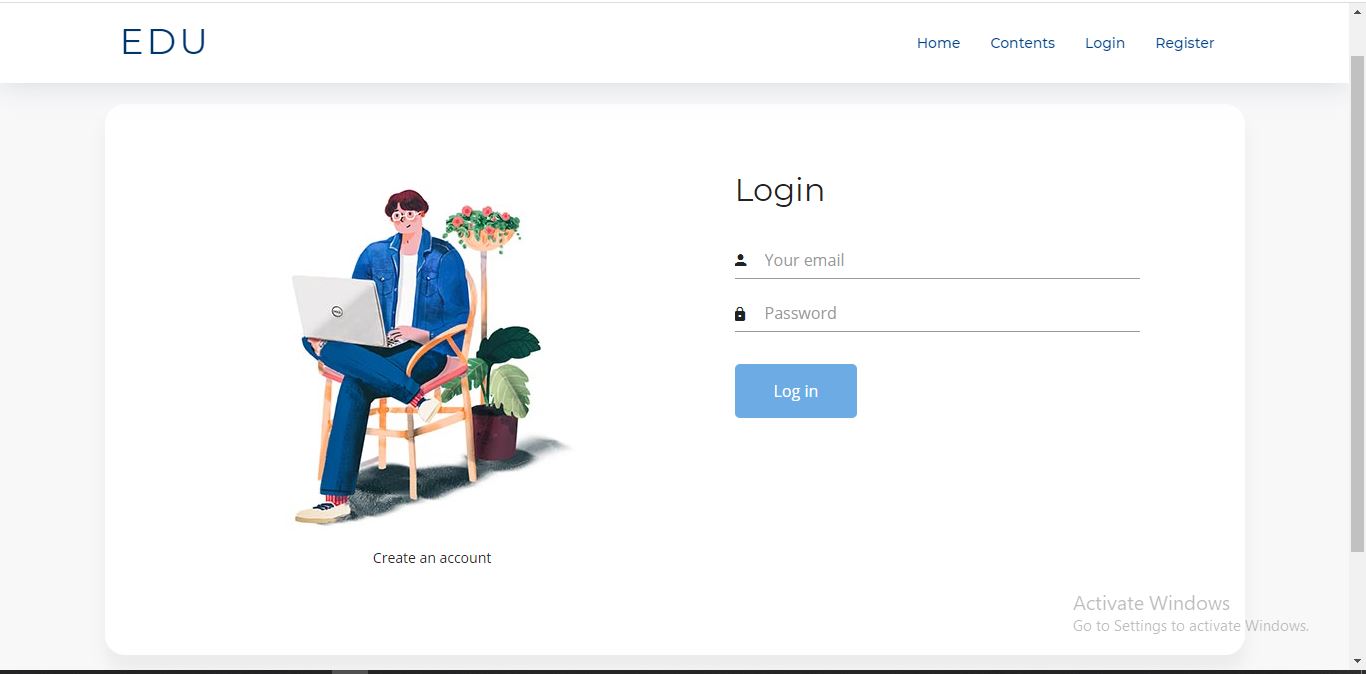 EDU
Home Contents Login Register
Login
Your email
Password
Log in
Create an account
Activate Windows
Go to Settings to activate Windows.